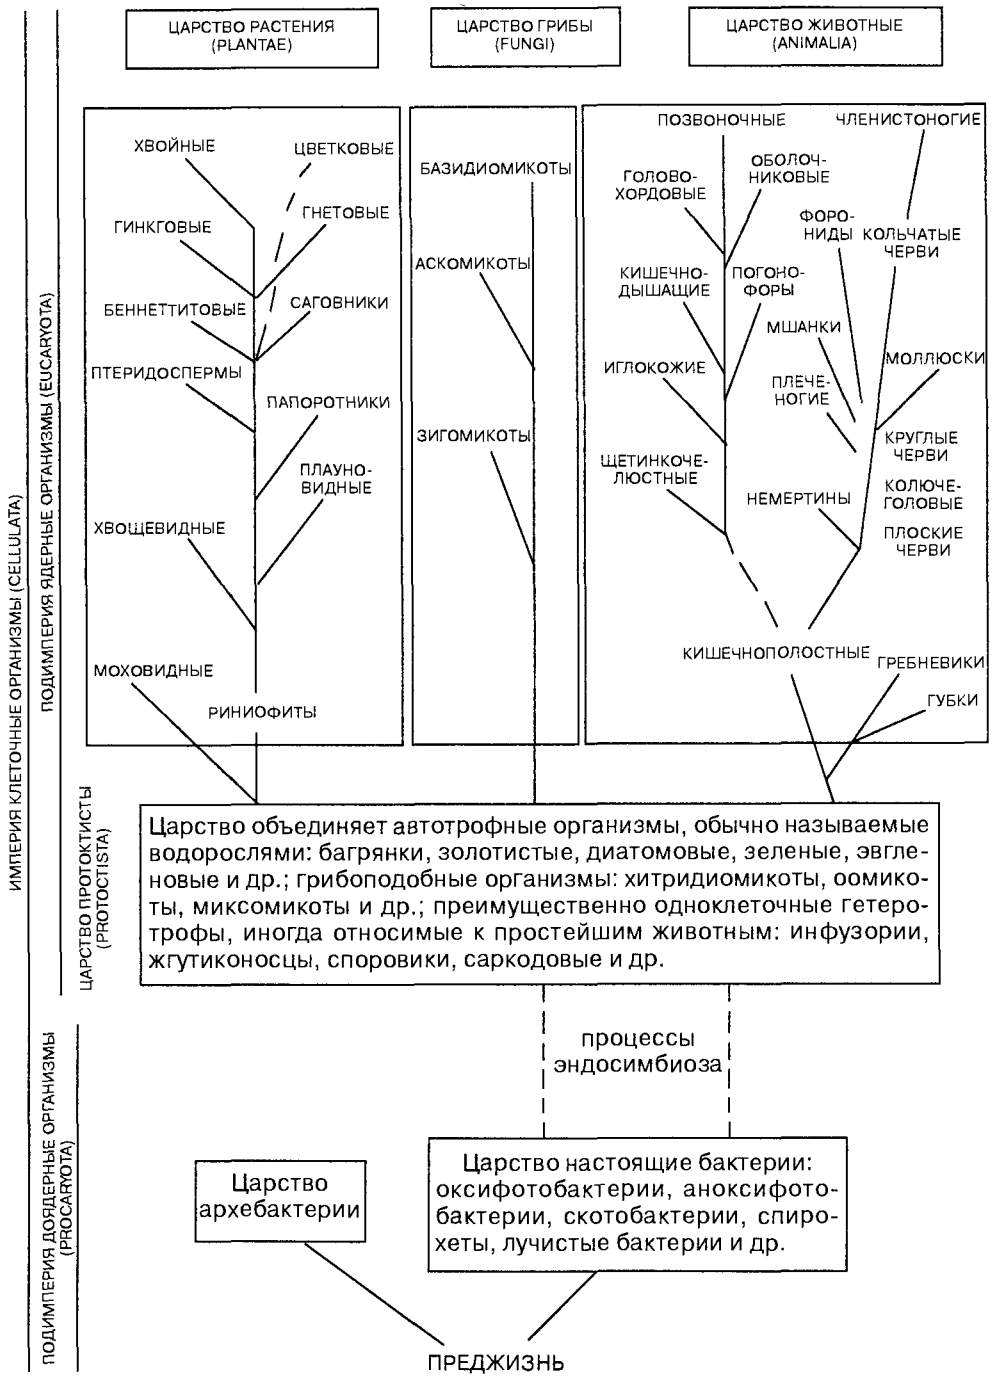 ЦАРСТВО РАСТЕНИЯ
(PLANTAE)
ЦАРСТВО ГРИБЫ
(FUNGI)
ЦАРСТВО ЖИВОТНЫЕ
(ANIMALIA)
ИМПЕРИЯ КЛЕТОЧНЫЕ ОРГАНИЗМЫ (CELLULATA)
ПОДИМПЕРИЯ ЯДЕРНЫЕ ОРГАНИЗМЫ (EUCARYOTA)
ХВОЙНЫЕ
ЦВЕТКОВЫЕ
ГИНКГОВЫЕ
ГНЕТОВЫЕ
БЕННЕТТИТОВЫЕ
САГОВНИКИ
ПТЕРИДОСПЕРМЫ
ПАПОРОТНИКИ
ПЛАУНО-
ВИДНЫЕ
ХВОЩЕВИДНЫЕ
МОХОВИДНЫЕ
РИНИОФИТЫ
БАЗИДИОМИКОТЫ
АСКОМИКОТЫ
ЗИГОМИКОТЫ
ПОЗВОНОЧНЫЕ
ЧЛЕНИСТОНОГИЕ
ГОЛОВО-
ХОРДОВЫЕ
ОБОЛОЧ-
НИКОВЫЕ
ФОРО-
НИДЫ
КОЛЬЧАТЫЕ
ЧЕРВИ
КИШЕЧНО-
ДЫШАЩИЕ
ПОГОНО-
ФОРЫ
МШАНКИ
ИГЛОКОЖИЕ
МОЛЛЮСКИ
ПЛЕЧЕ-
НОГИЕ
КРУГЛЫЕ
ЧЕРВИ
ЩЕТИНКОЧЕ-
ЛЮСТНЫЕ
НЕМЕРТИНЫ
КОЛЮЧЕ-
ГОЛОВЫЕ
ПЛОСКИЕ
ЧЕРВИ
КИШЕЧНОПОЛОСТНЫЕ
ГРЕБНЕВИКИ
ГУБКИ
ЦАРСТВО ПРОТОКТИСТЫ
(PROTOCTISTA)
Царство объединяет автотрофные организмы, обычно называемые
водорослями: багрянки, золотистые, диатомовые, зеленые, эвгле-
новые и др.; грибоподобные организмы: хитридиомикоты, оомико-
ты, миксомикоты и др.; преимущественно одноклеточные гетеро-
трофы, иногда относимые к простейшим животным: инфузории,
жгутиконосцы, споровики, саркодовые и др.
процессы
эндосимбиоза
ПОДИМПЕРИЯ ДОЯДЕРНЫЕ ОРГАНИЗМЫ
(PROCARYOTA)
Царство
архебактерии
Царство настоящие бактерии:
оксифотобактерии, аноксифото-
бактерии, скотобактерии, спиро-
хеты, лучистые бактерии и др.
ПРЕДЖИЗНЬ